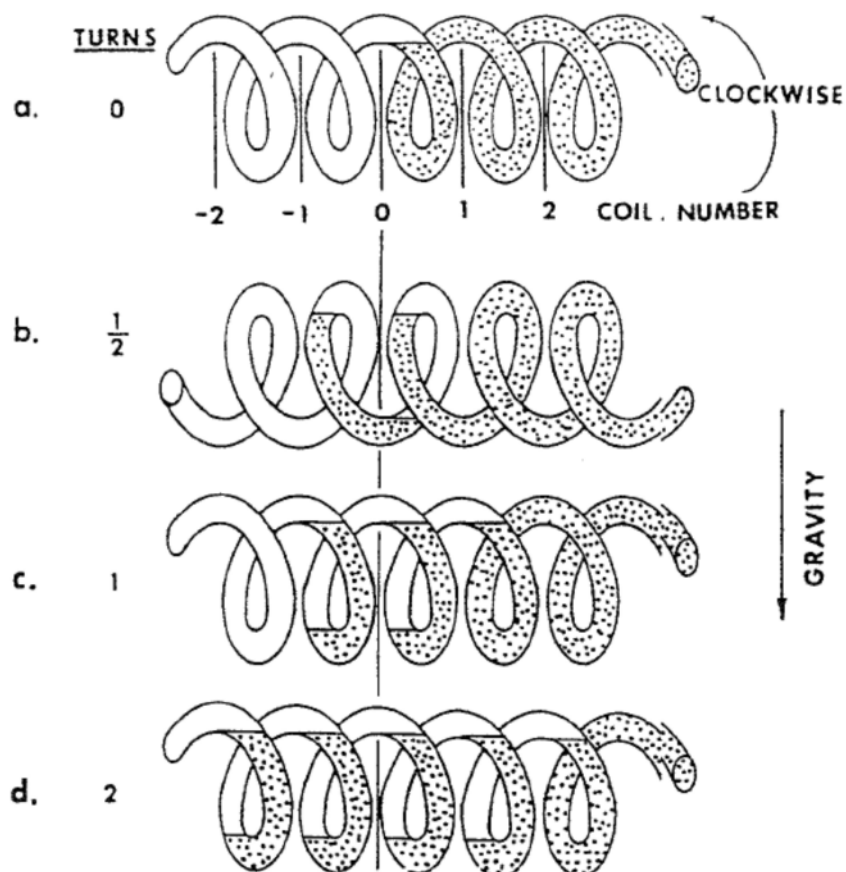 TURNS
a. 0
CLOCKWISE
-2 -1 0 1 2 COIL. NUMBER
b. 1/2
GRAVITY
c. 1
d. 2